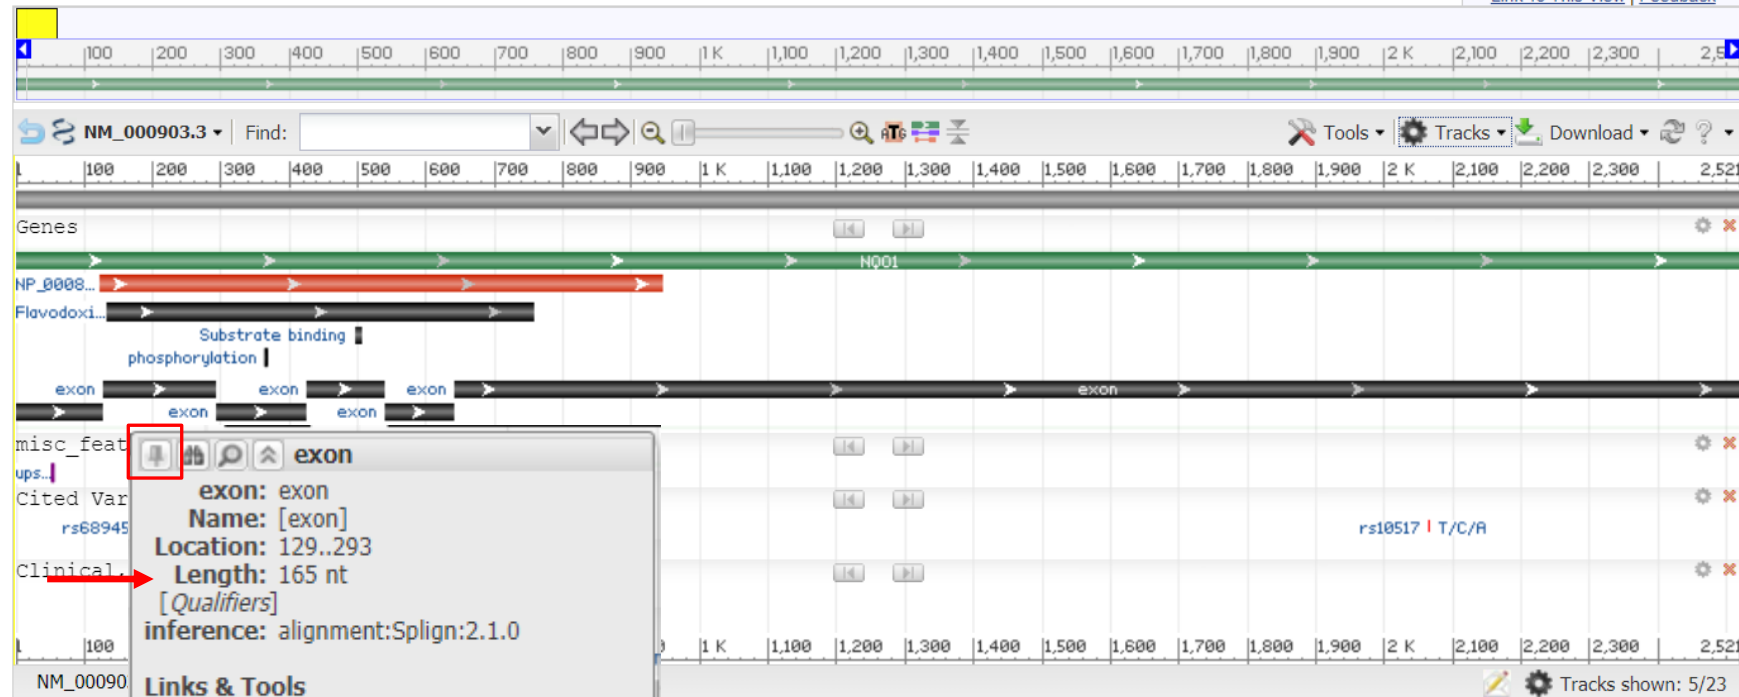 Link To This View | Feedback
100 200 300 400 500 600 700 800 900 1 K 1,100 1,200 1,300 1,400 1,500 1,600 1,700 1,800 1,900 2 K 2,100 2,200 2,300 2,5
NM_000903.3 Find: ATG Tools Tracks Download ?
1 100 200 300 400 500 600 700 800 900 1 K 1,100 1,200 1,300 1,400 1,500 1,600 1,700 1,800 1,900 2 K 2,100 2,200 2,300 2,521
Genes
NQO1
NP_0008...
Flavodoxi...
Substrate binding
phosphorylation
exon exon exon exon
exon exon
misc_feat
exon
ups...
exon: exon
Cited Var
Name: [exon]
rs68945
rs10517 T/C/A
Location: 129..293
Clinical,
Length: 165 nt
[Qualifiers]
inference: alignment:Splign:2.1.0
1 100 1 K 1,100 1,200 1,300 1,400 1,500 1,600 1,700 1,800 1,900 2 K 2,100 2,200 2,300 2,521
NM_00090
Links & Tools
Tracks shown: 5/23